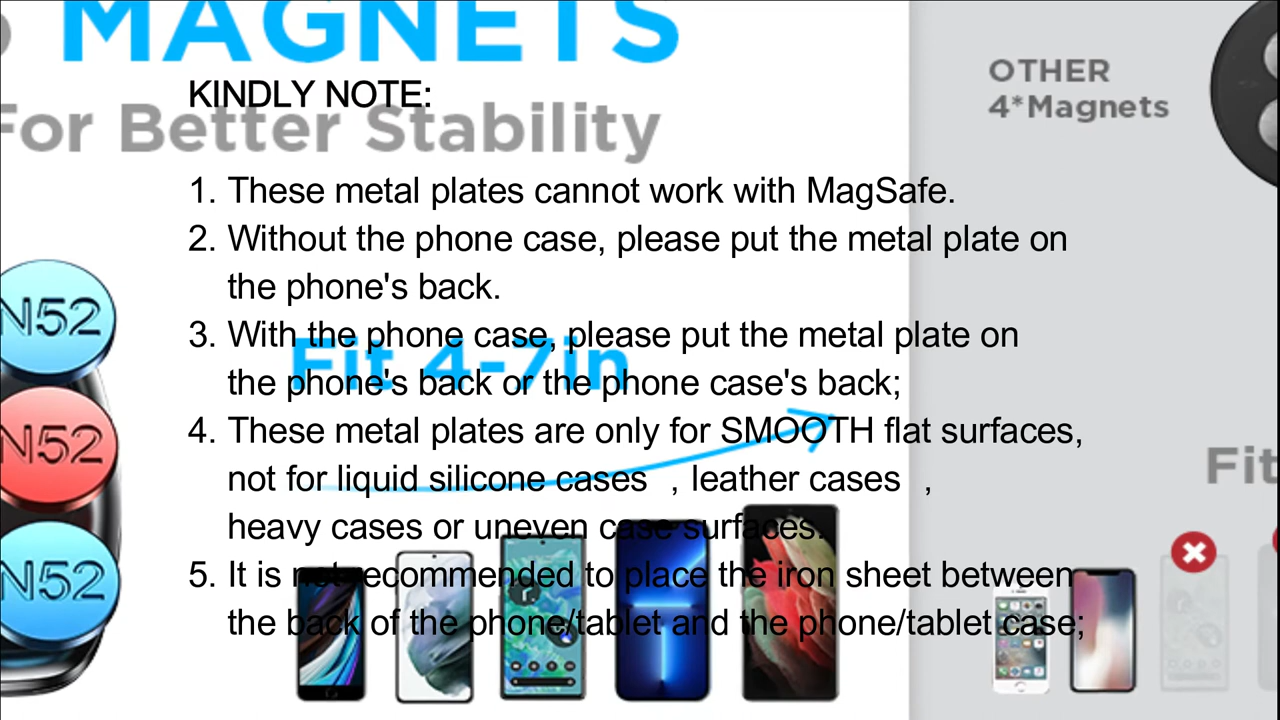 MAGNETS
KINDLY NOTE:
For Better Stability
OTHER
4*Magnets
1. These metal plates cannot work with MagSafe.
2. Without the phone case, please put the metal plate on
the phone's back.
3. With the phone case, please put the metal plate on
the phone's back or the phone case's back;
Fit 4-7in
4. These metal plates are only for SMOOTH flat surfaces,
not for liquid silicone cases , leather cases ,
heavy cases or uneven case surfaces.
5. It is not recommended to place the iron sheet between
the back of the phone/tablet and the phone/tablet case;
N52
N52
N52
Fit